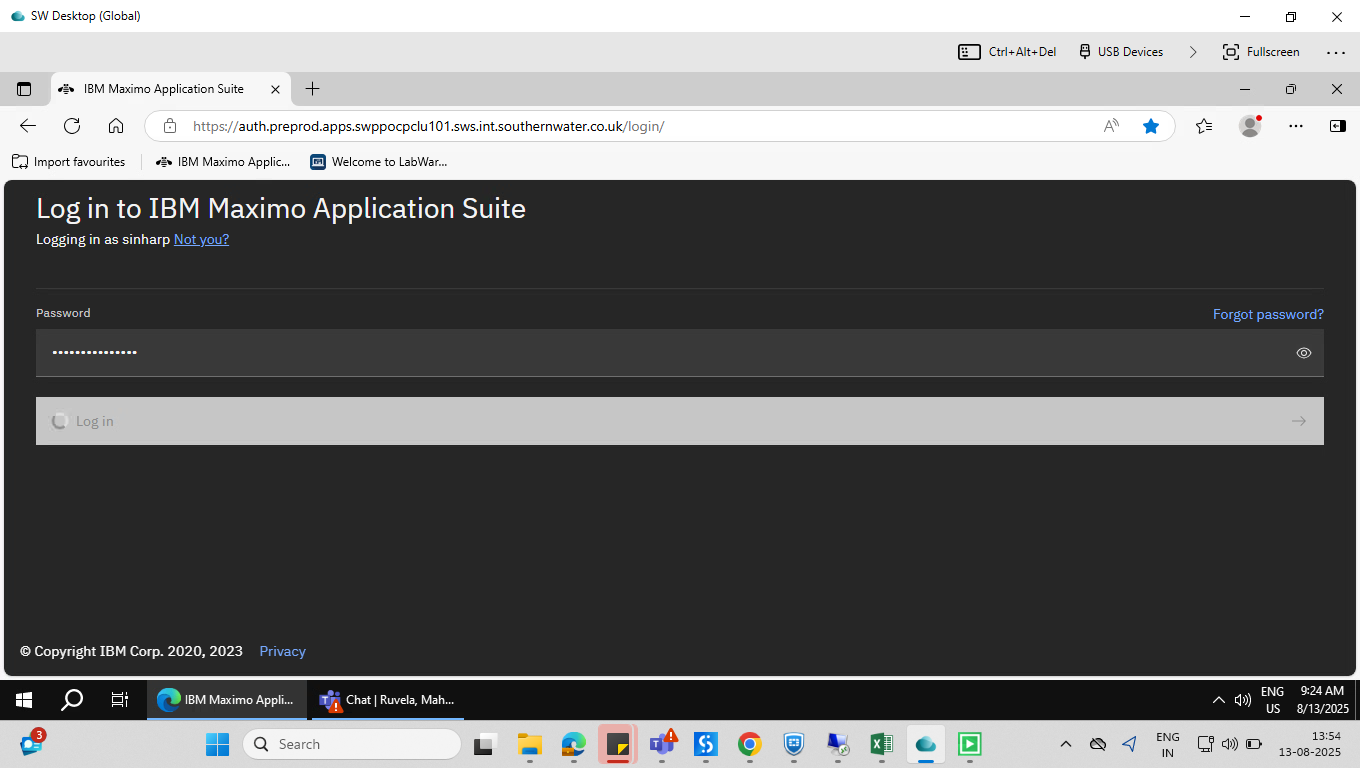 SW Desktop (Global)
Ctrl+Alt+Del USB Devices Fullscreen
IBM Maximo Application Suite
https://auth.preprod.apps.swppocpclu101.sws.int.southernwater.co.uk/login/
Import favourites IBM Maximo Applic... Welcome to LabWar...
Log in to IBM Maximo Application Suite
Logging in as sinharp Not you?
Password Forgot password?
•••••••••••••••
Log in
© Copyright IBM Corp. 2020, 2023 Privacy
IBM Maximo Appli... Chat | Ruvela, Mah... ENG 9:24 AM
US 8/13/2025
3 Search ENG 13:54
IN 13-08-2025